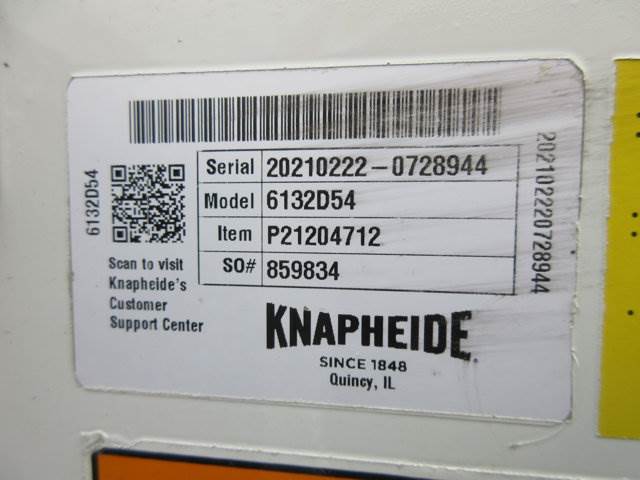 6132D54
Serial 20210222-0728944
Model 6132D54
Item P21204712
SO# 859834
202102220728944
Scan to visit
Knapheide's
Customer
Support Center
KNAPHEIDE
SINCE 1848
Quincy, IL